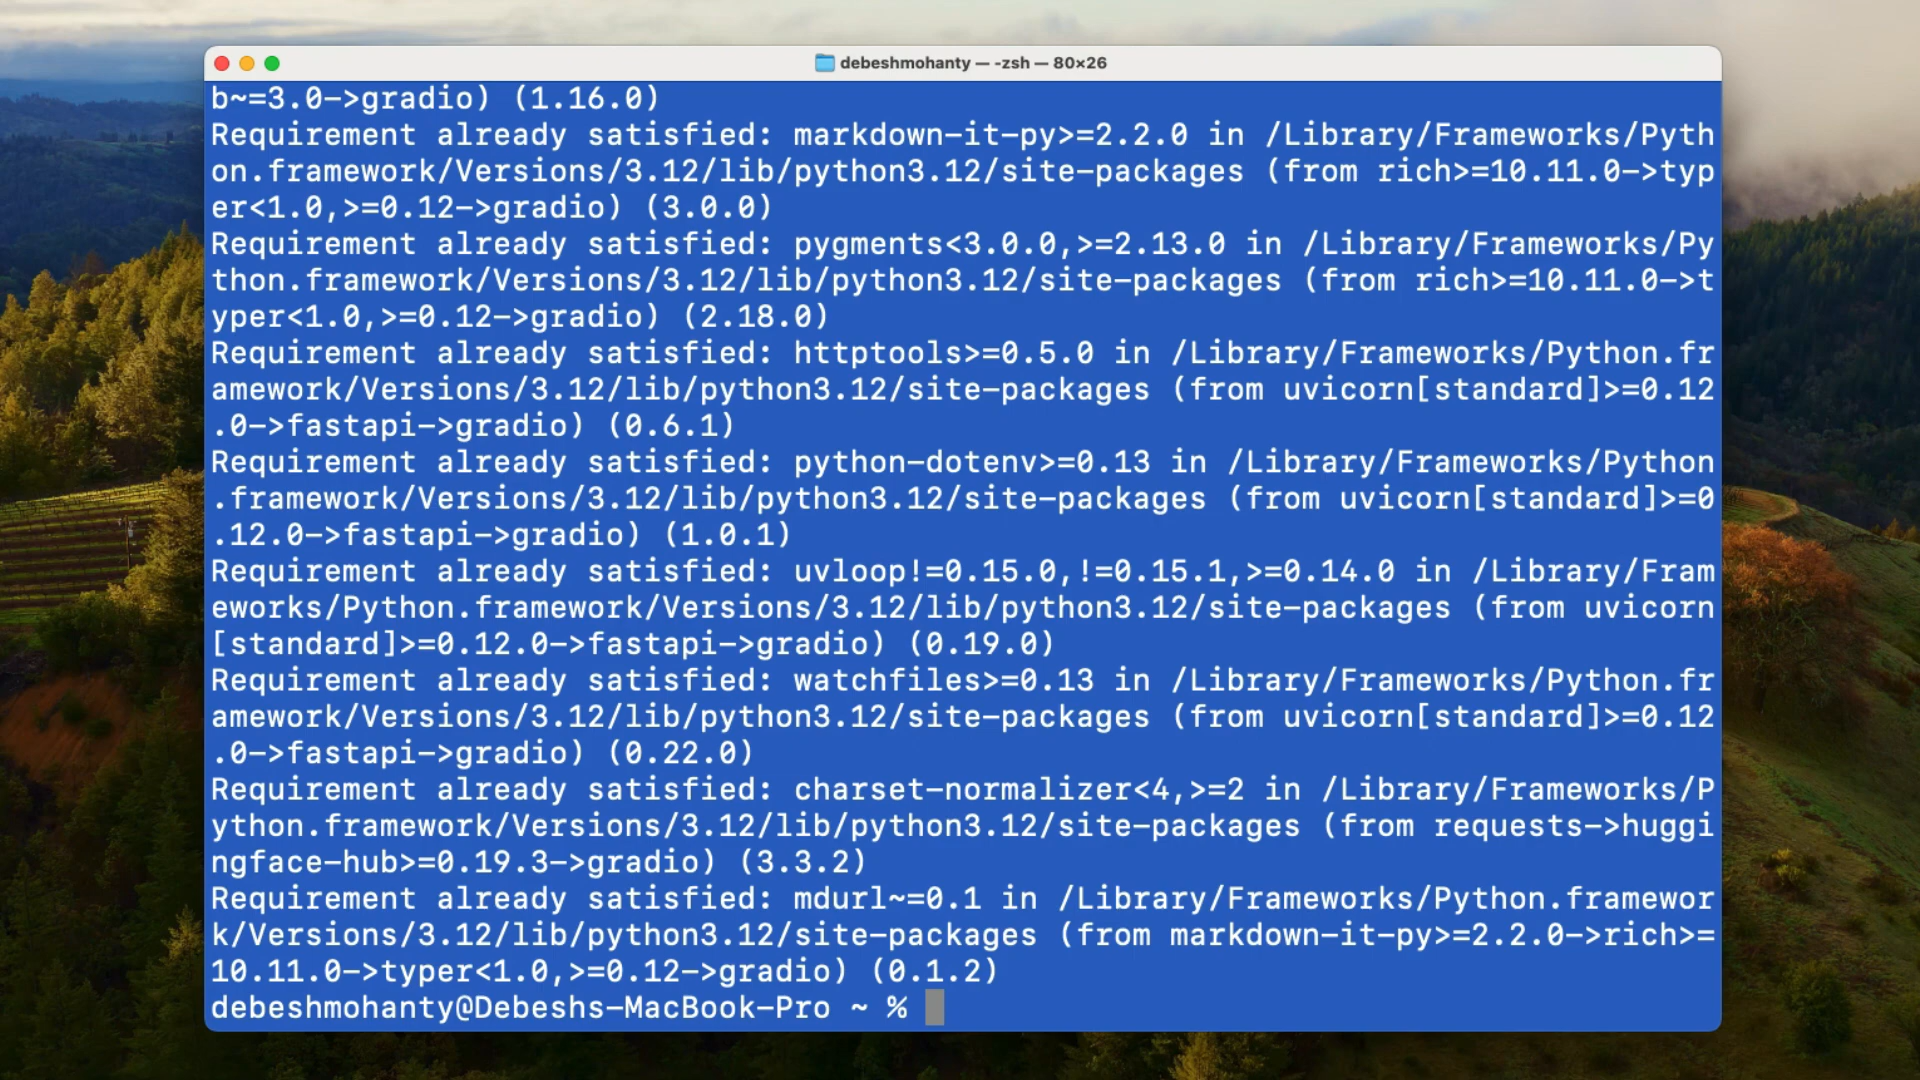 debeshmohanty — -zsh — 80×26
b~=3.0->gradio) (1.16.0)
Requirement already satisfied: markdown-it-py>=2.2.0 in /Library/Frameworks/Pyth
on.framework/Versions/3.12/lib/python3.12/site-packages (from rich>=10.11.0->typ
er<1.0,>=0.12->gradio) (3.0.0)
Requirement already satisfied: pygments<3.0.0,>=2.13.0 in /Library/Frameworks/Py
thon.framework/Versions/3.12/lib/python3.12/site-packages (from rich>=10.11.0->t
yper<1.0,>=0.12->gradio) (2.18.0)
Requirement already satisfied: httptools>=0.5.0 in /Library/Frameworks/Python.fr
amework/Versions/3.12/lib/python3.12/site-packages (from uvicorn[standard]>=0.12
.0->fastapi->gradio) (0.6.1)
Requirement already satisfied: python-dotenv>=0.13 in /Library/Frameworks/Python
.framework/Versions/3.12/lib/python3.12/site-packages (from uvicorn[standard]>=0
.12.0->fastapi->gradio) (1.0.1)
Requirement already satisfied: uvloop!=0.15.0,!=0.15.1,>=0.14.0 in /Library/Fram
eworks/Python.framework/Versions/3.12/lib/python3.12/site-packages (from uvicorn
[standard]>=0.12.0->fastapi->gradio) (0.19.0)
Requirement already satisfied: watchfiles>=0.13 in /Library/Frameworks/Python.fr
amework/Versions/3.12/lib/python3.12/site-packages (from uvicorn[standard]>=0.12
.0->fastapi->gradio) (0.22.0)
Requirement already satisfied: charset-normalizer<4,>=2 in /Library/Frameworks/P
ython.framework/Versions/3.12/lib/python3.12/site-packages (from requests->huggi
ngface-hub>=0.19.3->gradio) (3.3.2)
Requirement already satisfied: mdurl~=0.1 in /Library/Frameworks/Python.framewor
k/Versions/3.12/lib/python3.12/site-packages (from markdown-it-py>=2.2.0->rich>=
10.11.0->typer<1.0,>=0.12->gradio) (0.1.2)
debeshmohanty@Debeshs-MacBook-Pro ~ %